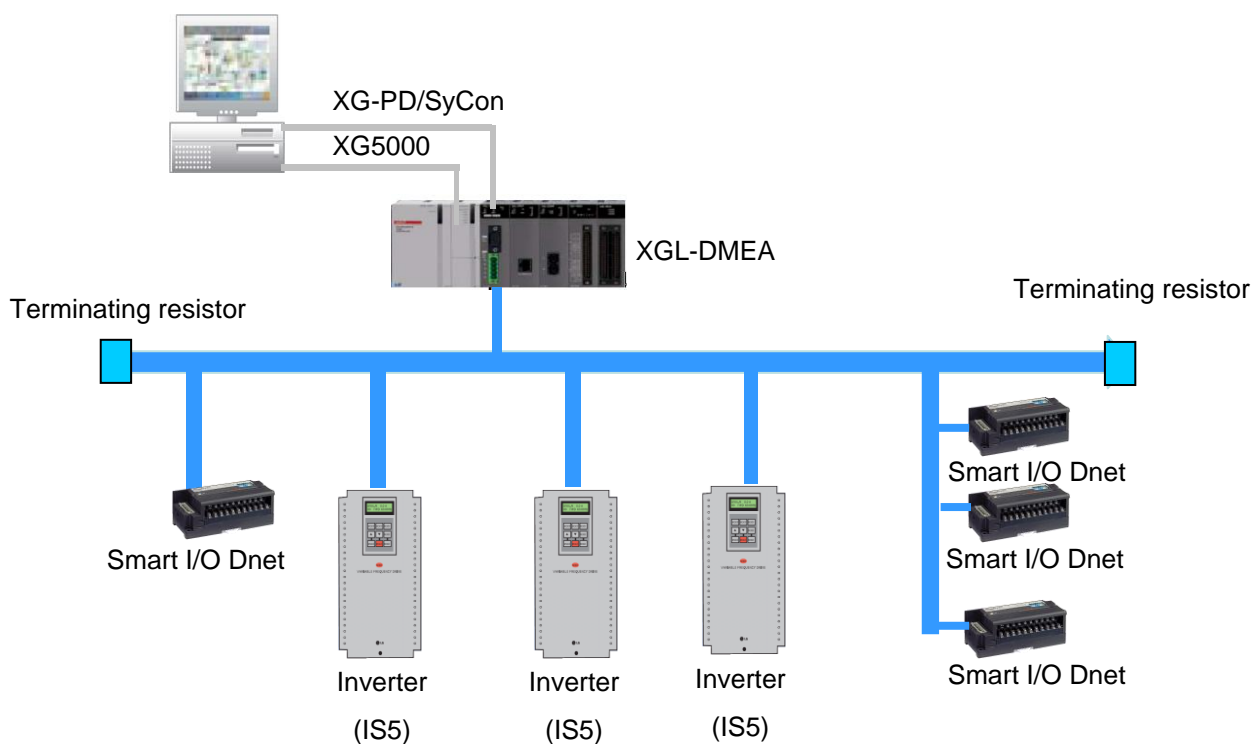 XG-PD/SyCon
XG5000
XGL-DMEA
Terminating resistor
Terminating resistor
Smart I/O Dnet
Smart I/O Dnet
Smart I/O Dnet
Smart I/O Dnet
Inverter
(IS5)
Inverter
(IS5)
Inverter
(IS5)